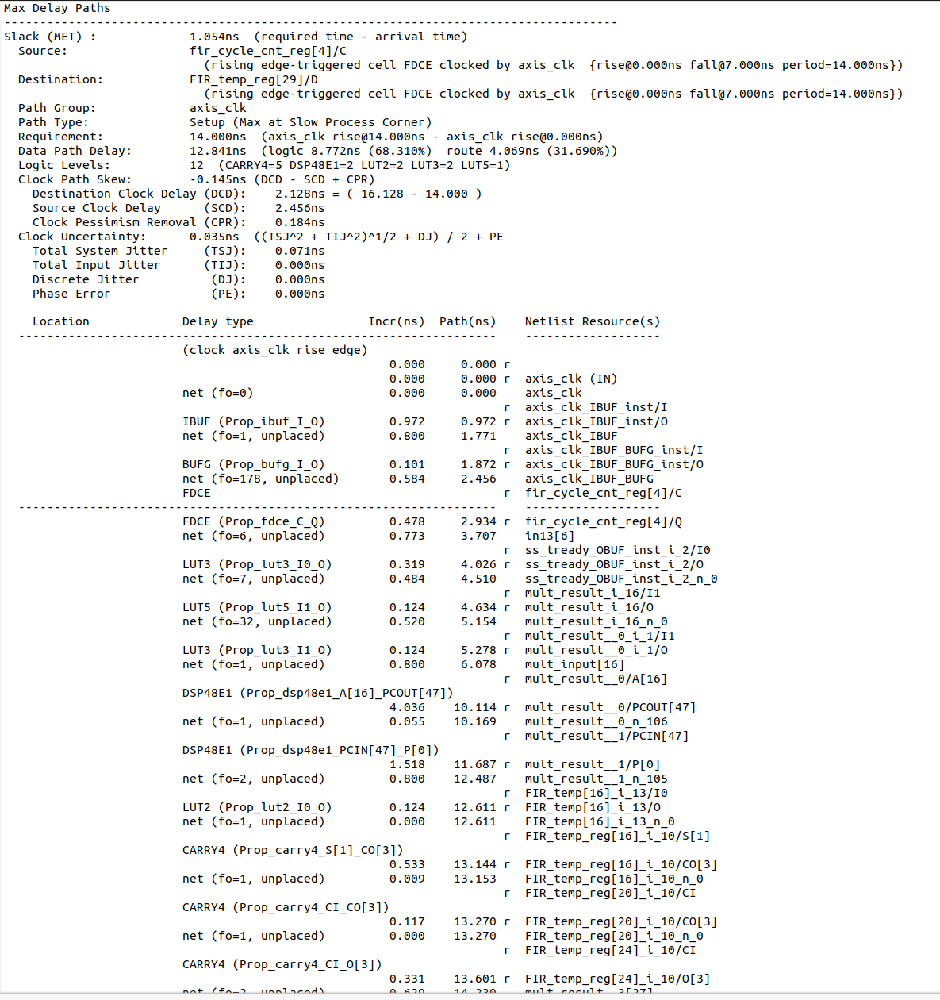 Max Delay Paths
--------------------------------------------------------------------------------------
Slack (MET) :             1.054ns  (required time - arrival time)
  Source:                 fir_cycle_cnt_reg[4]/C
                            (rising edge-triggered cell FDCE clocked by axis_clk  {rise@0.000ns fall@7.000ns period=14.000ns})
  Destination:            FIR_temp_reg[29]/D
                            (rising edge-triggered cell FDCE clocked by axis_clk  {rise@0.000ns fall@7.000ns period=14.000ns})
  Path Group:             axis_clk
  Path Type:              Setup (Max at Slow Process Corner)
  Requirement:            14.000ns  (axis_clk rise@14.000ns - axis_clk rise@0.000ns)
  Data Path Delay:        12.841ns  (logic 8.772ns (68.310%)  route 4.069ns (31.690%))
  Logic Levels:           12  (CARRY4=5 DSP48E1=2 LUT2=2 LUT3=2 LUT5=1)
  Clock Path Skew:        -0.145ns (DCD - SCD + CPR)
    Destination Clock Delay (DCD):    2.128ns = ( 16.128 - 14.000 )
    Source Clock Delay      (SCD):    2.456ns
    Clock Pessimism Removal (CPR):    0.184ns
  Clock Uncertainty:      0.035ns  ((TSJ^2 + TIJ^2)^1/2 + DJ) / 2 + PE
    Total System Jitter     (TSJ):    0.071ns
    Total Input Jitter      (TIJ):    0.000ns
    Discrete Jitter          (DJ):    0.000ns
    Phase Error              (PE):    0.000ns
    Location             Delay type                Incr(ns)  Path(ns)    Netlist Resource(s)
  -------------------------------------------------------------------    -------------------
                         (clock axis_clk rise edge)
                                                      0.000     0.000 r
                                                      0.000     0.000 r  axis_clk (IN)
                         net (fo=0)                   0.000     0.000    axis_clk
                                                                      r  axis_clk_IBUF_inst/I
                         IBUF (Prop_ibuf_I_O)         0.972     0.972 r  axis_clk_IBUF_inst/O
                         net (fo=1, unplaced)         0.800     1.771    axis_clk_IBUF
                                                                      r  axis_clk_IBUF_BUFG_inst/I
                         BUFG (Prop_bufg_I_O)         0.101     1.872 r  axis_clk_IBUF_BUFG_inst/O
                         net (fo=178, unplaced)       0.584     2.456    axis_clk_IBUF_BUFG
                         FDCE                                         r  fir_cycle_cnt_reg[4]/C
  -------------------------------------------------------------------    -------------------
                         FDCE (Prop_fdce_C_Q)         0.478     2.934 r  fir_cycle_cnt_reg[4]/Q
                         net (fo=6, unplaced)         0.773     3.707    in13[6]
                                                                      r  ss_tready_OBUF_inst_i_2/I0
                         LUT3 (Prop_lut3_I0_O)        0.319     4.026 r  ss_tready_OBUF_inst_i_2/O
                         net (fo=7, unplaced)         0.484     4.510    ss_tready_OBUF_inst_i_2_n_0
                                                                      r  mult_result_i_16/I1
                         LUT5 (Prop_lut5_I1_O)        0.124     4.634 r  mult_result_i_16/O
                         net (fo=32, unplaced)        0.520     5.154    mult_result_i_16_n_0
                                                                      r  mult_result__0_i_1/I1
                         LUT3 (Prop_lut3_I1_O)        0.124     5.278 r  mult_result__0_i_1/O
                         net (fo=1, unplaced)         0.800     6.078    mult_input[16]
                                                                      r  mult_result__0/A[16]
                         DSP48E1 (Prop_dsp48e1_A[16]_PCOUT[47])
                                                      4.036    10.114 r  mult_result__0/PCOUT[47]
                         net (fo=1, unplaced)         0.055    10.169    mult_result__0_n_106
                                                                      r  mult_result__1/PCIN[47]
                         DSP48E1 (Prop_dsp48e1_PCIN[47]_P[0])
                                                      1.518    11.687 r  mult_result__1/P[0]
                         net (fo=2, unplaced)         0.800    12.487    mult_result__1_n_105
                                                                      r  FIR_temp[16]_i_13/I0
                         LUT2 (Prop_lut2_I0_O)        0.124    12.611 r  FIR_temp[16]_i_13/O
                         net (fo=1, unplaced)         0.000    12.611    FIR_temp[16]_i_13_n_0
                                                                      r  FIR_temp_reg[16]_i_10/S[1]
                         CARRY4 (Prop_carry4_S[1]_CO[3])
                                                      0.533    13.144 r  FIR_temp_reg[16]_i_10/CO[3]
                         net (fo=1, unplaced)         0.009    13.153    FIR_temp_reg[16]_i_10_n_0
                                                                      r  FIR_temp_reg[20]_i_10/CI
                         CARRY4 (Prop_carry4_CI_CO[3])
                                                      0.117    13.270 r  FIR_temp_reg[20]_i_10/CO[3]
                         net (fo=1, unplaced)         0.000    13.270    FIR_temp_reg[20]_i_10_n_0
                                                                      r  FIR_temp_reg[24]_i_10/CI
                         CARRY4 (Prop_carry4_CI_O[3])
                                                      0.331    13.601 r  FIR_temp_reg[24]_i_10/O[3]